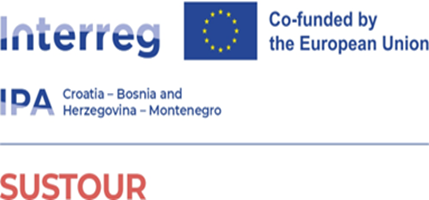 Interreg
Co-funded by
the European Union
IPA
Croatia – Bosnia and
Herzegovina – Montenegro
SUSTOUR